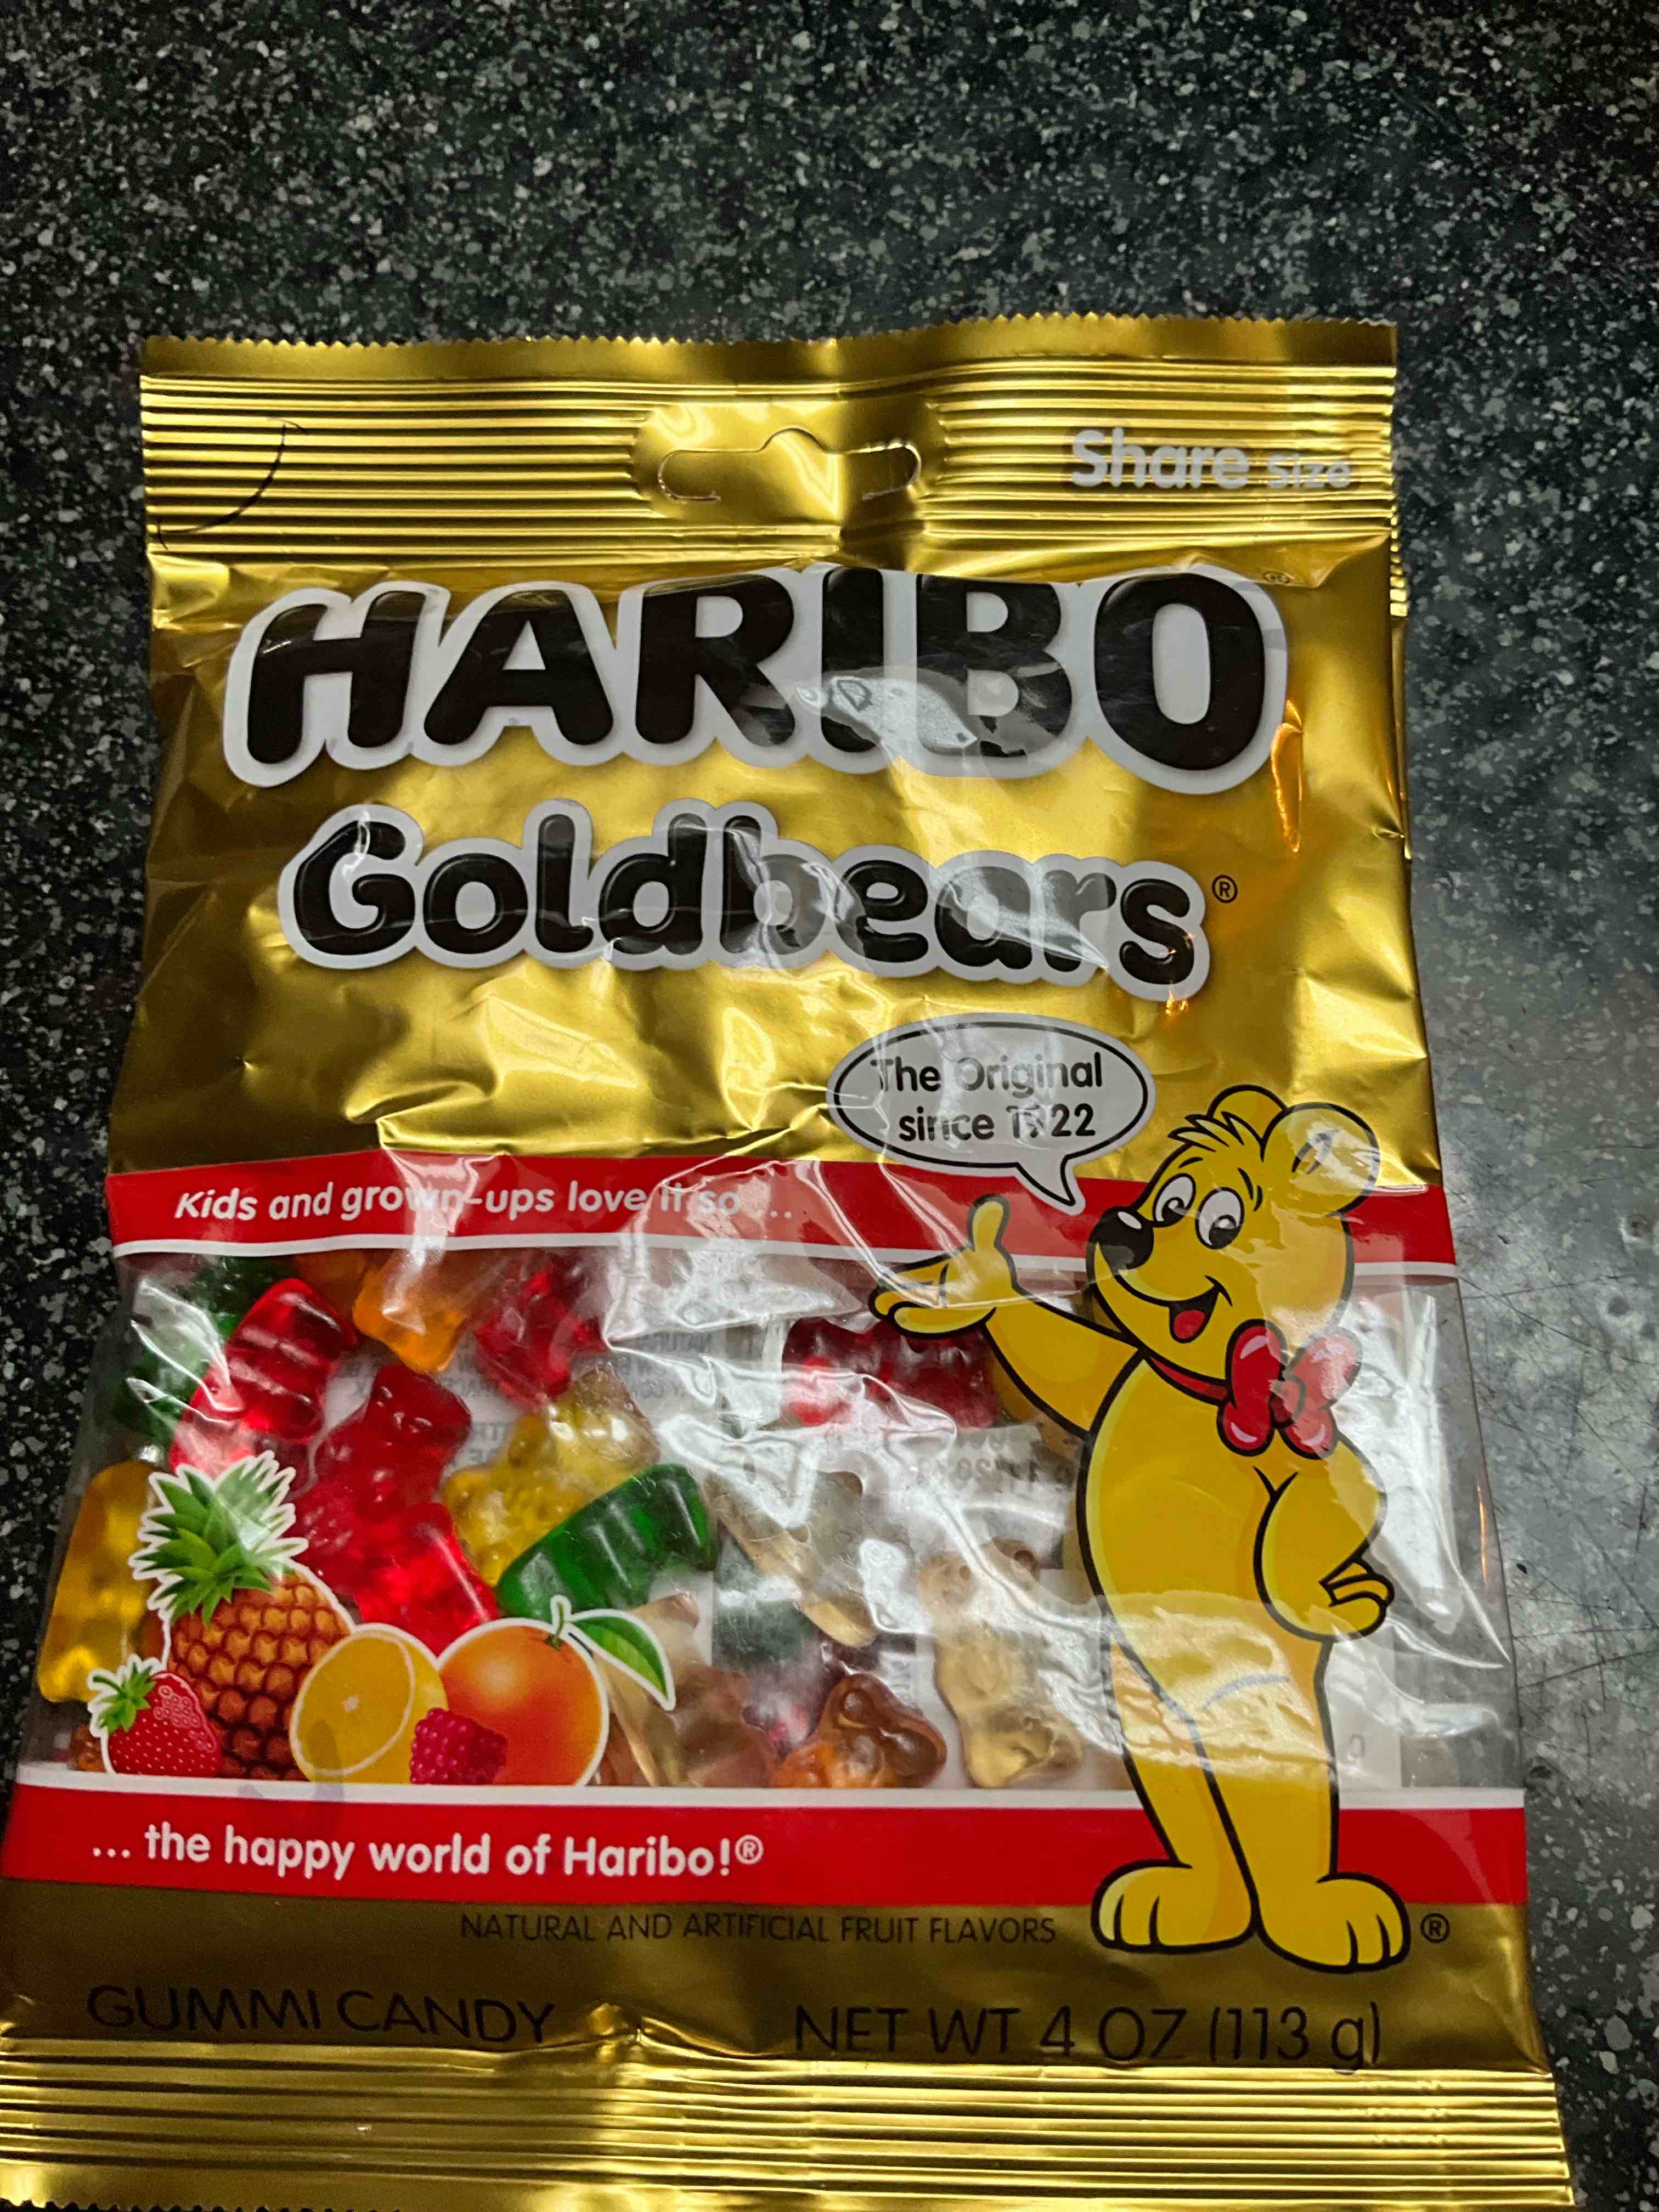 Share size
HARIBO
Goldbears®
The Original
since 1922
Kids and grown-ups love it so ...
... the happy world of Haribo!®
NATURAL AND ARTIFICIAL FRUIT FLAVORS
®
GUMMI CANDY
NET WT 4 OZ (113 g)